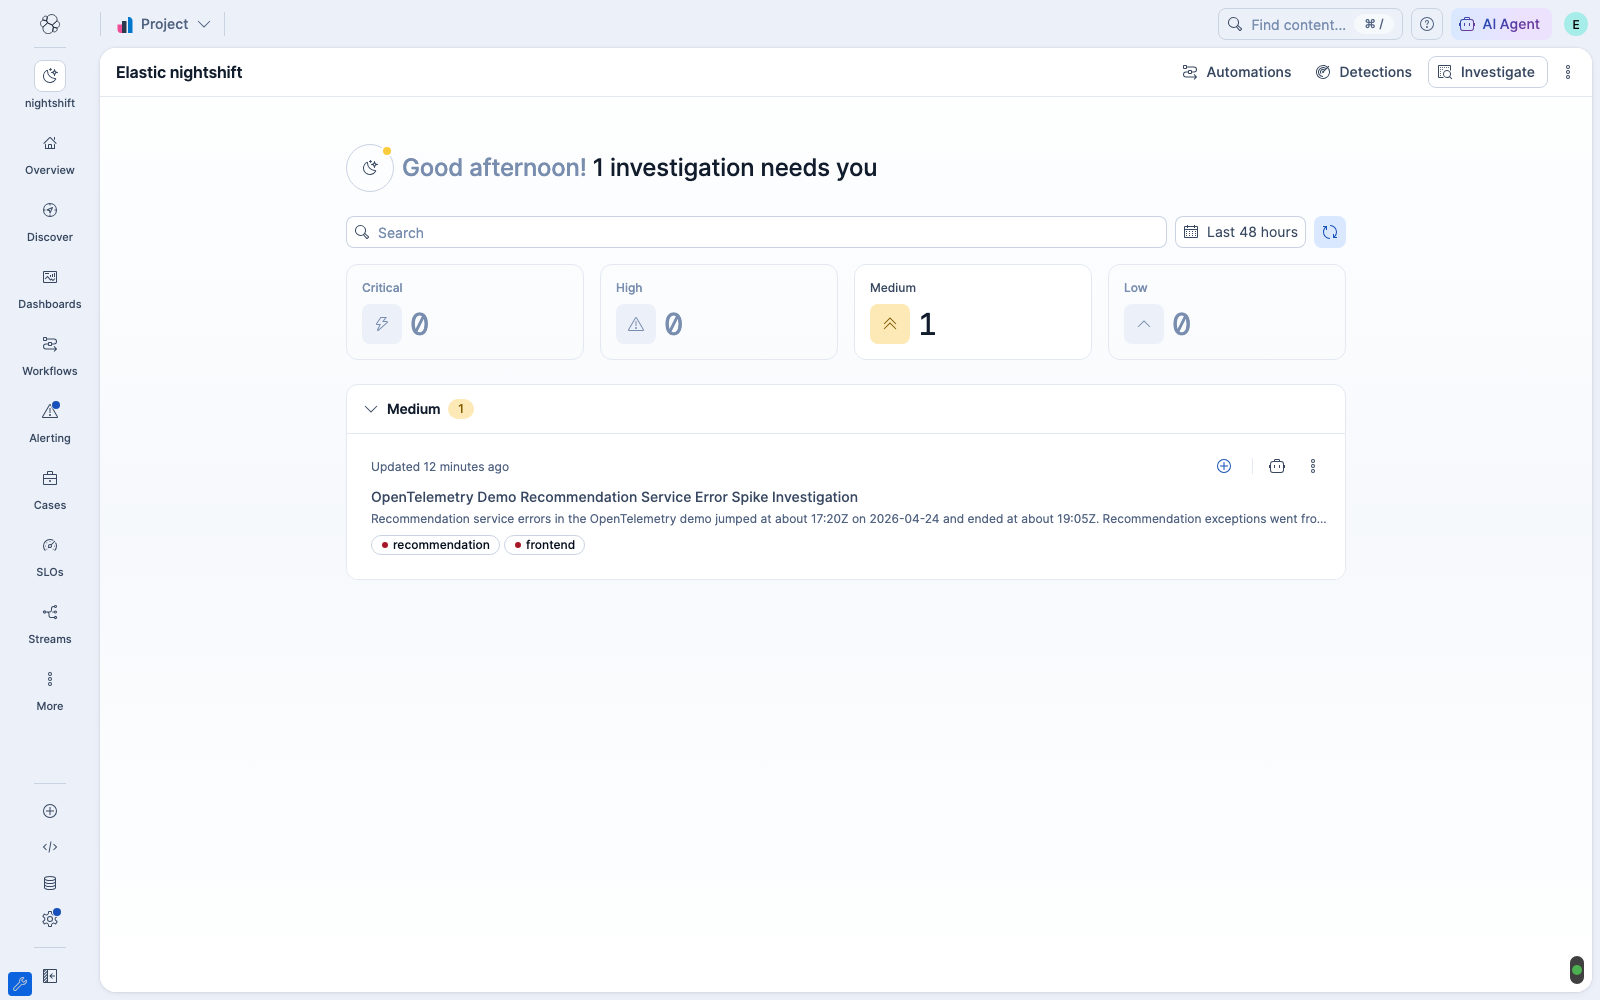 Project
Find content...
⌘ /
AI Agent
E
Elastic nightshift
Automations
Detections
Investigate
nightshift
Overview
Discover
Dashboards
Workflows
Alerting
Cases
SLOs
Streams
More
Good afternoon! 1 investigation needs you
Search
Last 48 hours
Critical
0
High
0
Medium
1
Low
0
Medium 1
Updated 12 minutes ago
OpenTelemetry Demo Recommendation Service Error Spike Investigation
Recommendation service errors in the OpenTelemetry demo jumped at about 17:20Z on 2026-04-24 and ended at about 19:05Z. Recommendation exceptions went fro...
recommendation
frontend